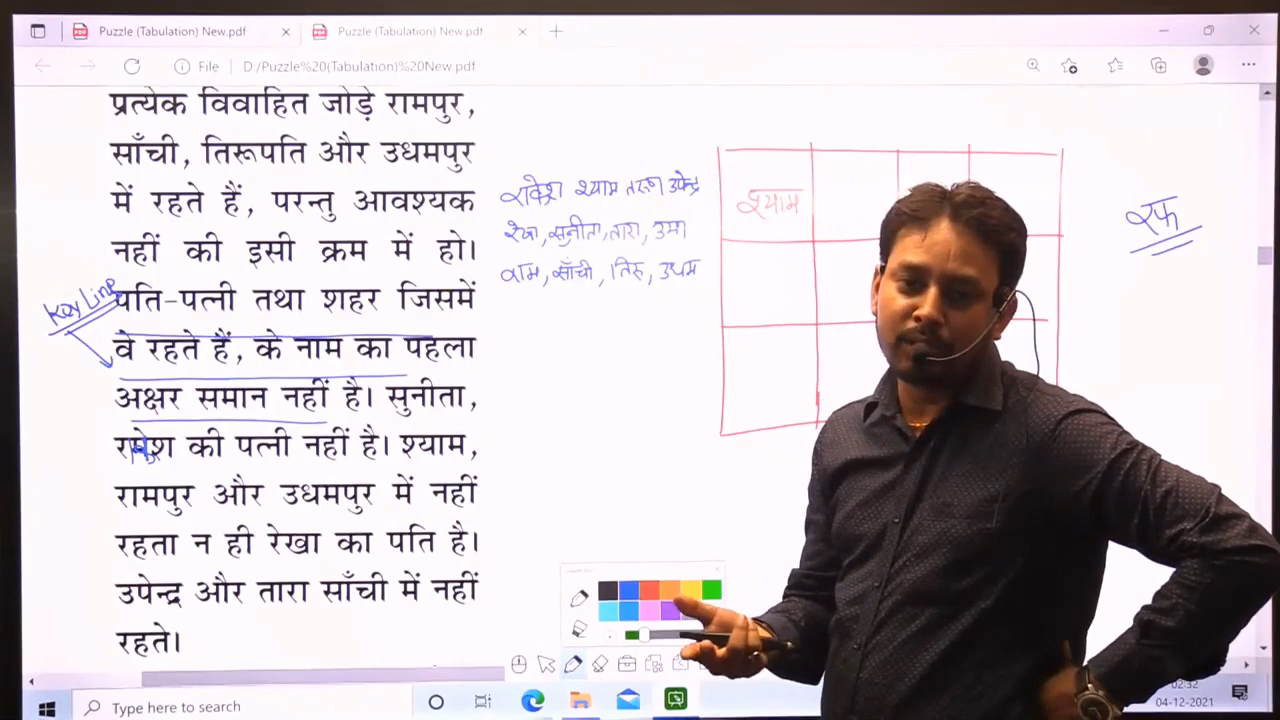 Puzzle (Tabulation) New.pdf
Puzzle (Tabulation) New.pdf
File
D:/Puzzle%20(Tabulation)%20New.pdf
प्रत्येक विवाहित जोड़े रामपुर,
साँची, तिरूपति और उधमपुर
में रहते हैं, परन्तु आवश्यक
नहीं की इसी क्रम में हो।
पति-पत्नी तथा शहर जिसमें
वे रहते हैं, के नाम का पहला
अक्षर समान नहीं है। सुनीता,
की पत्नी नहीं है। श्याम,
रामपुर और उधमपुर में नहीं
रहता न ही रेखा का पति है।
उपेन्द्र और तारा साँची में नहीं
रहते।
Key Line
राकेश श्याम तरूण उपेन्द्र
रेखा, सुनीता, तारा, उमा
राम, साँची, तिरू, उधम
श्याम
रफ
Type here to search
02:32
04-12-2021